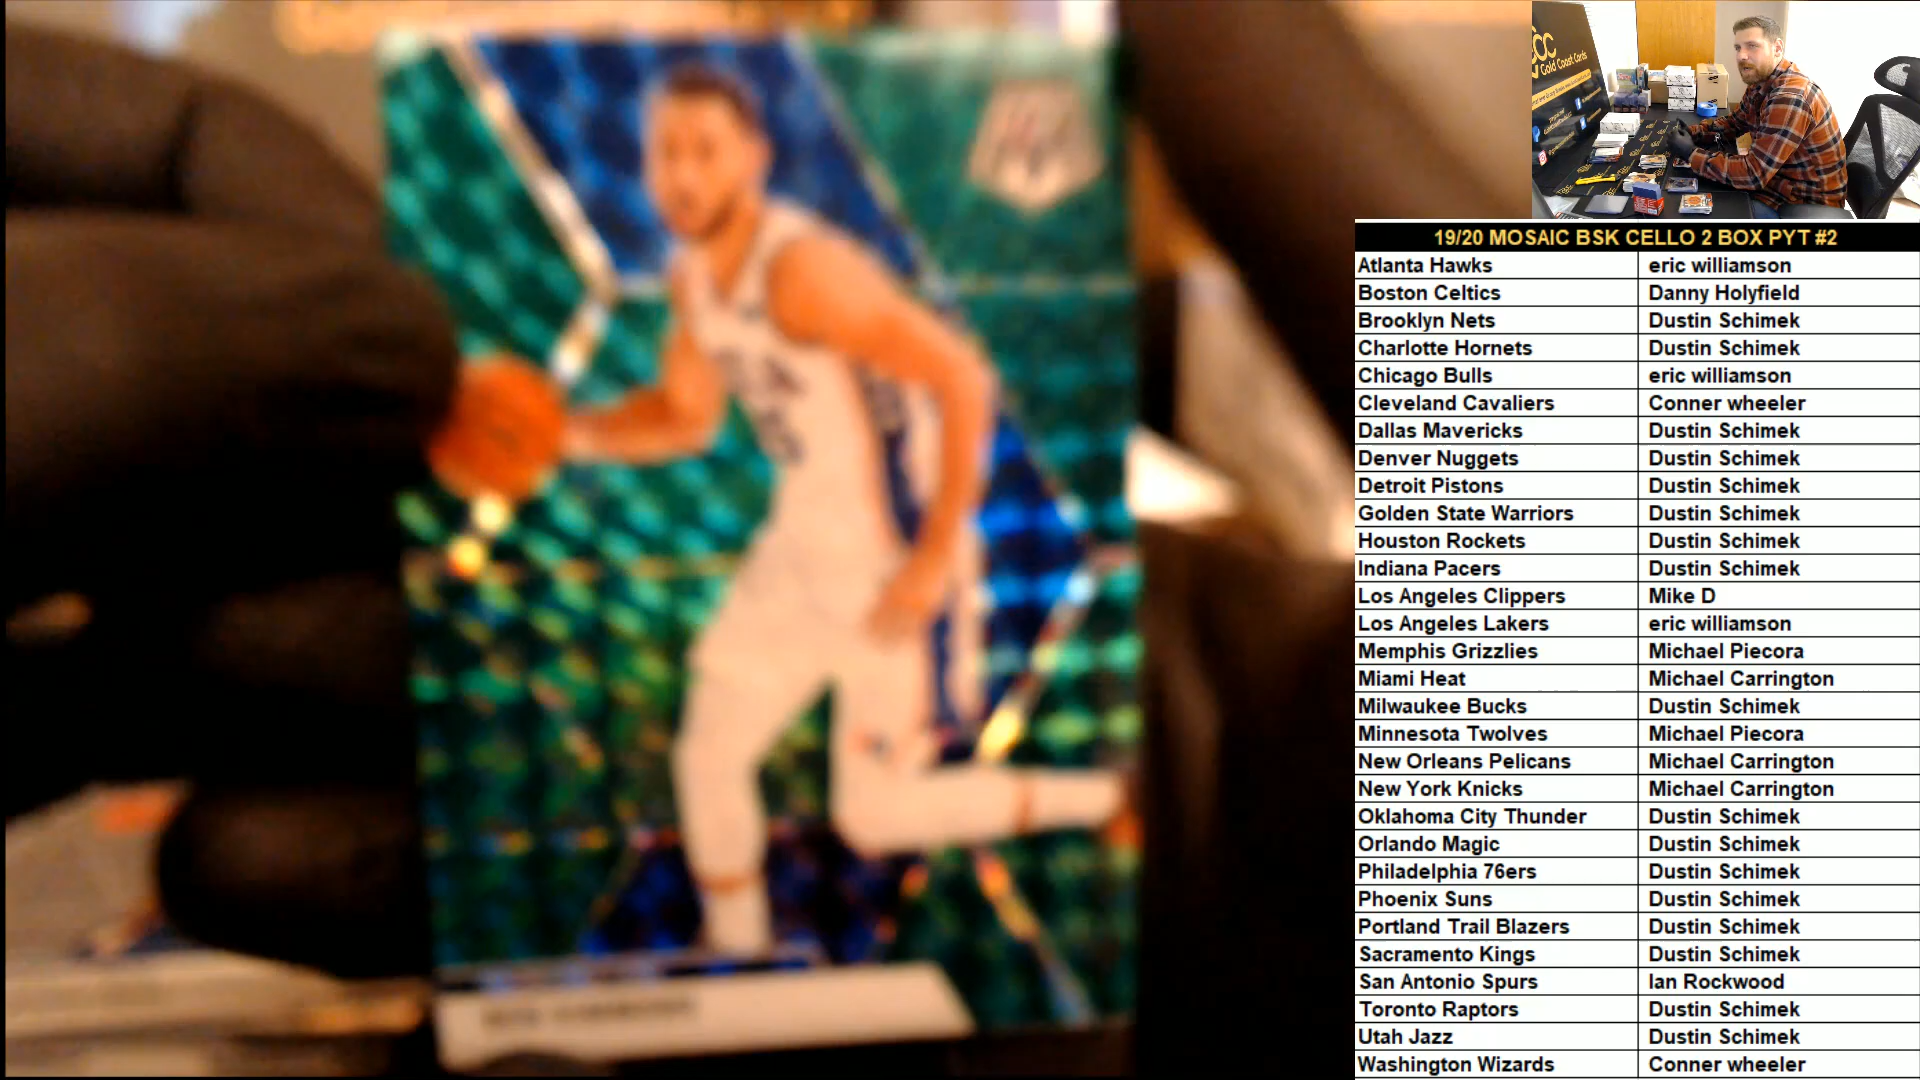 GCC
Gold Coast Cards
19/20 MOSAIC BSK CELLO 2 BOX PYT #2
Atlanta Hawks eric williamson
Boston Celtics Danny Holyfield
Brooklyn Nets Dustin Schimek
Charlotte Hornets Dustin Schimek
Chicago Bulls eric williamson
Cleveland Cavaliers Conner wheeler
Dallas Mavericks Dustin Schimek
Denver Nuggets Dustin Schimek
Detroit Pistons Dustin Schimek
Golden State Warriors Dustin Schimek
Houston Rockets Dustin Schimek
Indiana Pacers Dustin Schimek
Los Angeles Clippers Mike D
Los Angeles Lakers eric williamson
Memphis Grizzlies Michael Piecora
Miami Heat Michael Carrington
Milwaukee Bucks Dustin Schimek
Minnesota Twolves Michael Piecora
New Orleans Pelicans Michael Carrington
New York Knicks Michael Carrington
Oklahoma City Thunder Dustin Schimek
Orlando Magic Dustin Schimek
Philadelphia 76ers Dustin Schimek
Phoenix Suns Dustin Schimek
Portland Trail Blazers Dustin Schimek
Sacramento Kings Dustin Schimek
San Antonio Spurs Ian Rockwood
Toronto Raptors Dustin Schimek
Utah Jazz Dustin Schimek
Washington Wizards Conner wheeler